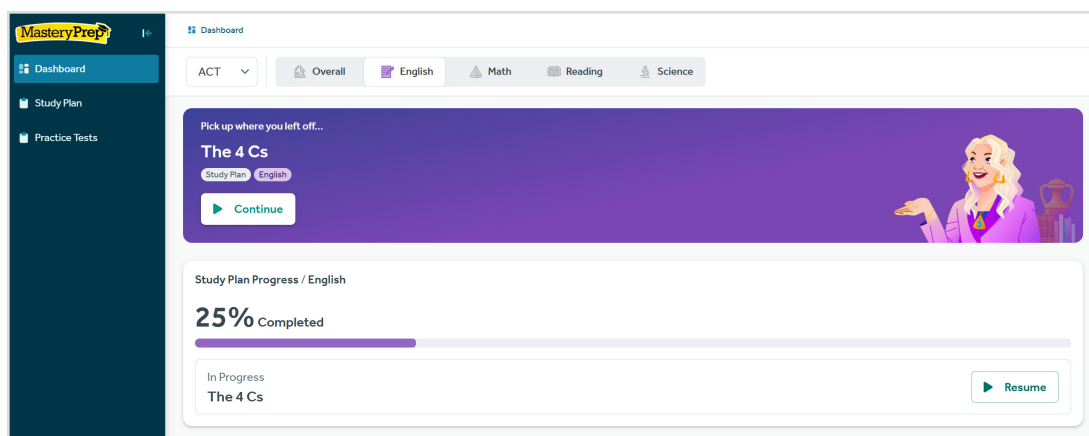 MasteryPrep
Dashboard
Study Plan
Practice Tests
Dashboard
ACT Overall English Math Reading Science
Pick up where you left off...
The 4 Cs
Study Plan English
Continue
Study Plan Progress / English
25% Completed
In Progress
The 4 Cs
Resume